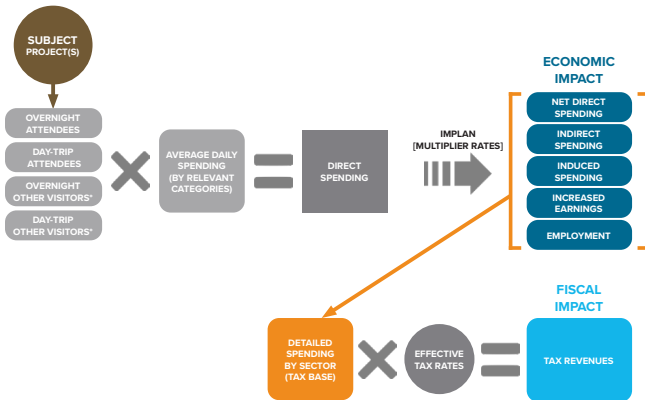 SUBJECT
PROJECT(S)
OVERNIGHT
ATTENDEES
DAY-TRIP
ATTENDEES
OVERNIGHT
OTHER VISITORS*
DAY-TRIP
OTHER VISITORS*
AVERAGE DAILY
SPENDING
(BY RELEVANT
CATEGORIES)
DIRECT
SPENDING
IMPLAN
[MULTIPLIER RATES]
ECONOMIC
IMPACT
NET DIRECT
SPENDING
INDIRECT
SPENDING
INDUCED
SPENDING
INCREASED
EARNINGS
EMPLOYMENT
DETAILED
SPENDING
BY SECTOR
(TAX BASE)
EFFECTIVE
TAX RATES
FISCAL
IMPACT
TAX REVENUES